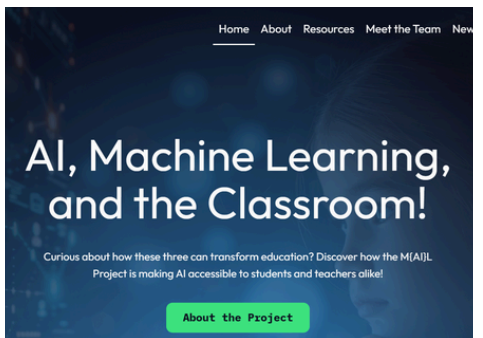 Home About Resources Meet the Team New
AI, Machine Learning,
and the Classroom!
Curious about how these three can transform education? Discover how the M{AI}L
Project is making AI accessible to students and teachers alike!
About the Project